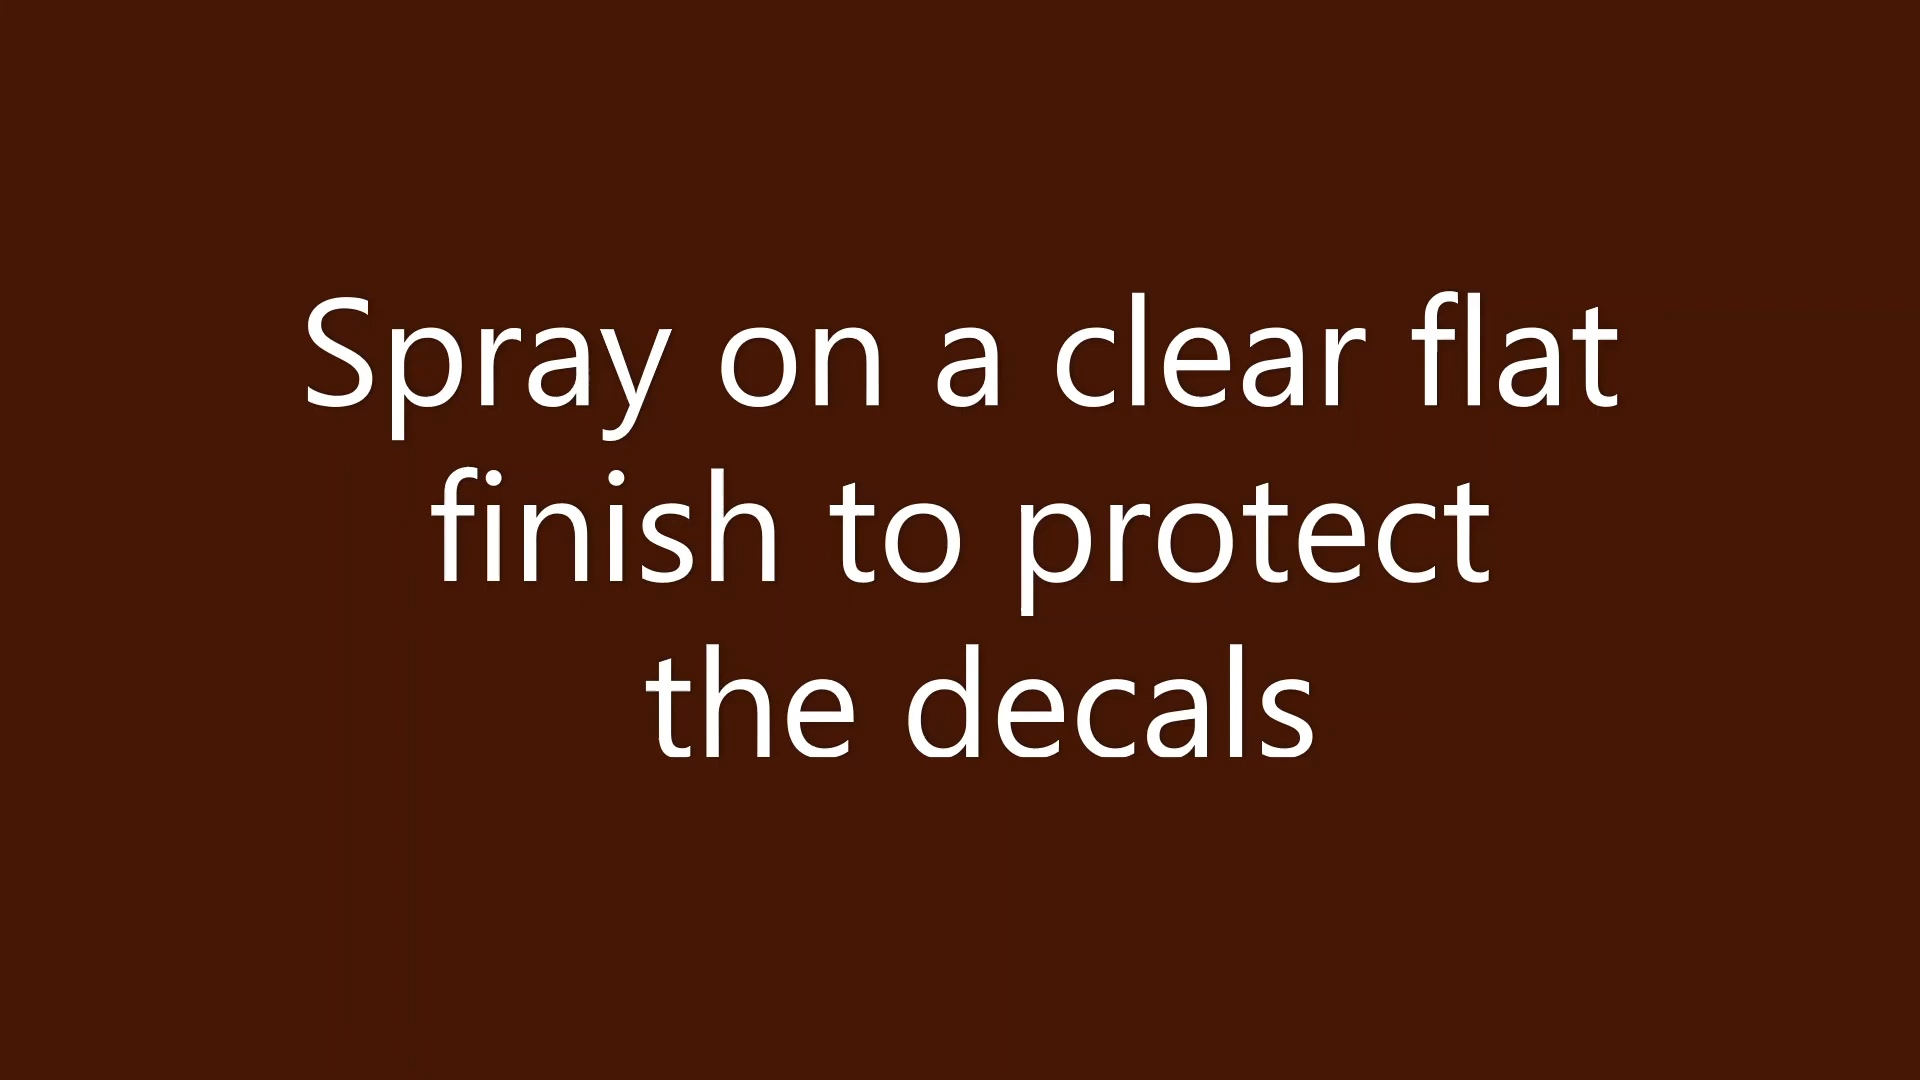 Spray on a clear flat
finish to protect
the decals